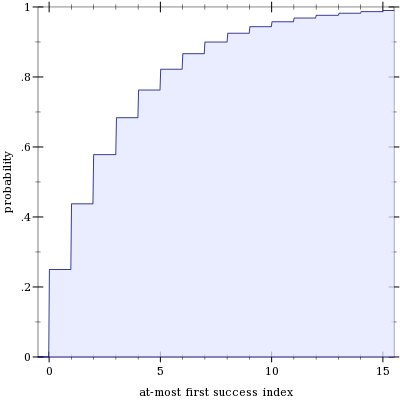 1
.8
.6
.4
.2
0
probability
0 5 10 15
at-most first success index